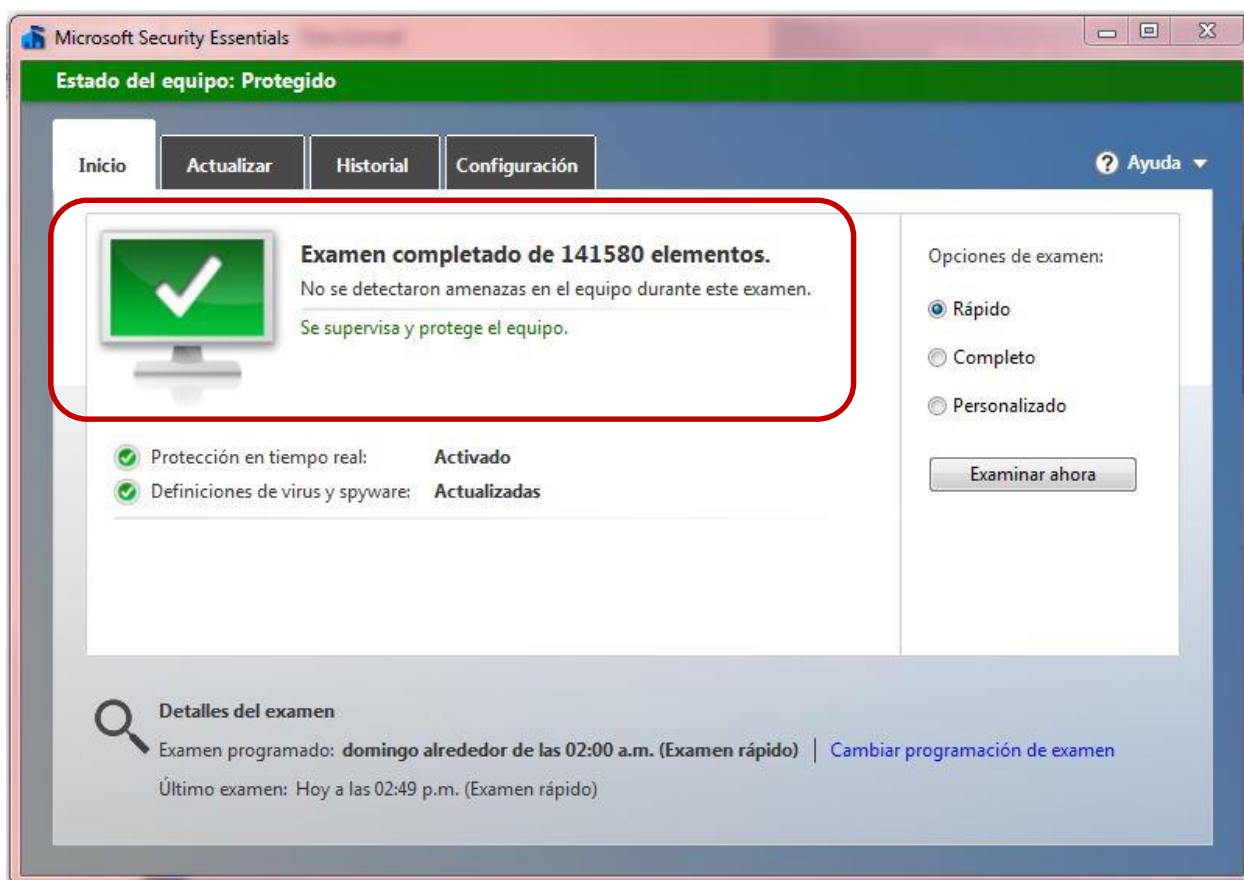 Microsoft Security Essentials
Estado del equipo: Protegido
Inicio
Actualizar
Historial
Configuración
Ayuda
Examen completado de 141580 elementos.
No se detectaron amenazas en el equipo durante este examen.
Se supervisa y protege el equipo.
Opciones de examen:
Rápido
Completo
Personalizado
Examinar ahora
Protección en tiempo real: Activado
Definiciones de virus y spyware: Actualizadas
Detalles del examen
Examen programado: domingo alrededor de las 02:00 a.m. (Examen rápido) | Cambiar programación de examen
Último examen: Hoy a las 02:49 p.m. (Examen rápido)